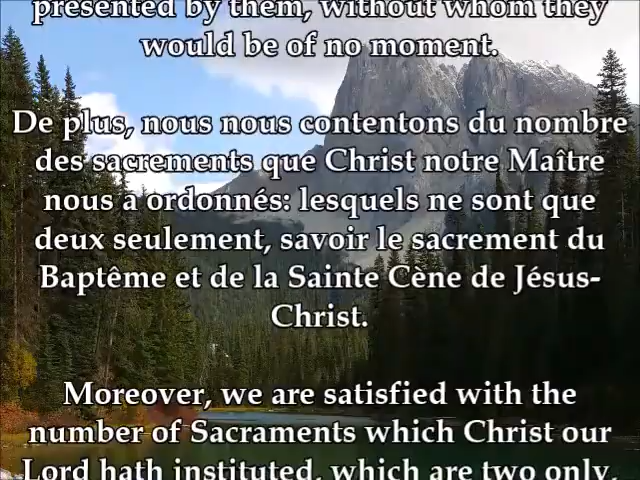 presented by them, without whom they
would be of no moment.
De plus, nous nous contentons du nombre
des sacrements que Christ notre Maître
nous a ordonnés: lesquels ne sont que
deux seulement, savoir le sacrement du
Baptême et de la Sainte Cène de Jésus-
Christ.
Moreover, we are satisfied with the
number of Sacraments which Christ our
Lord hath instituted, which are two only,